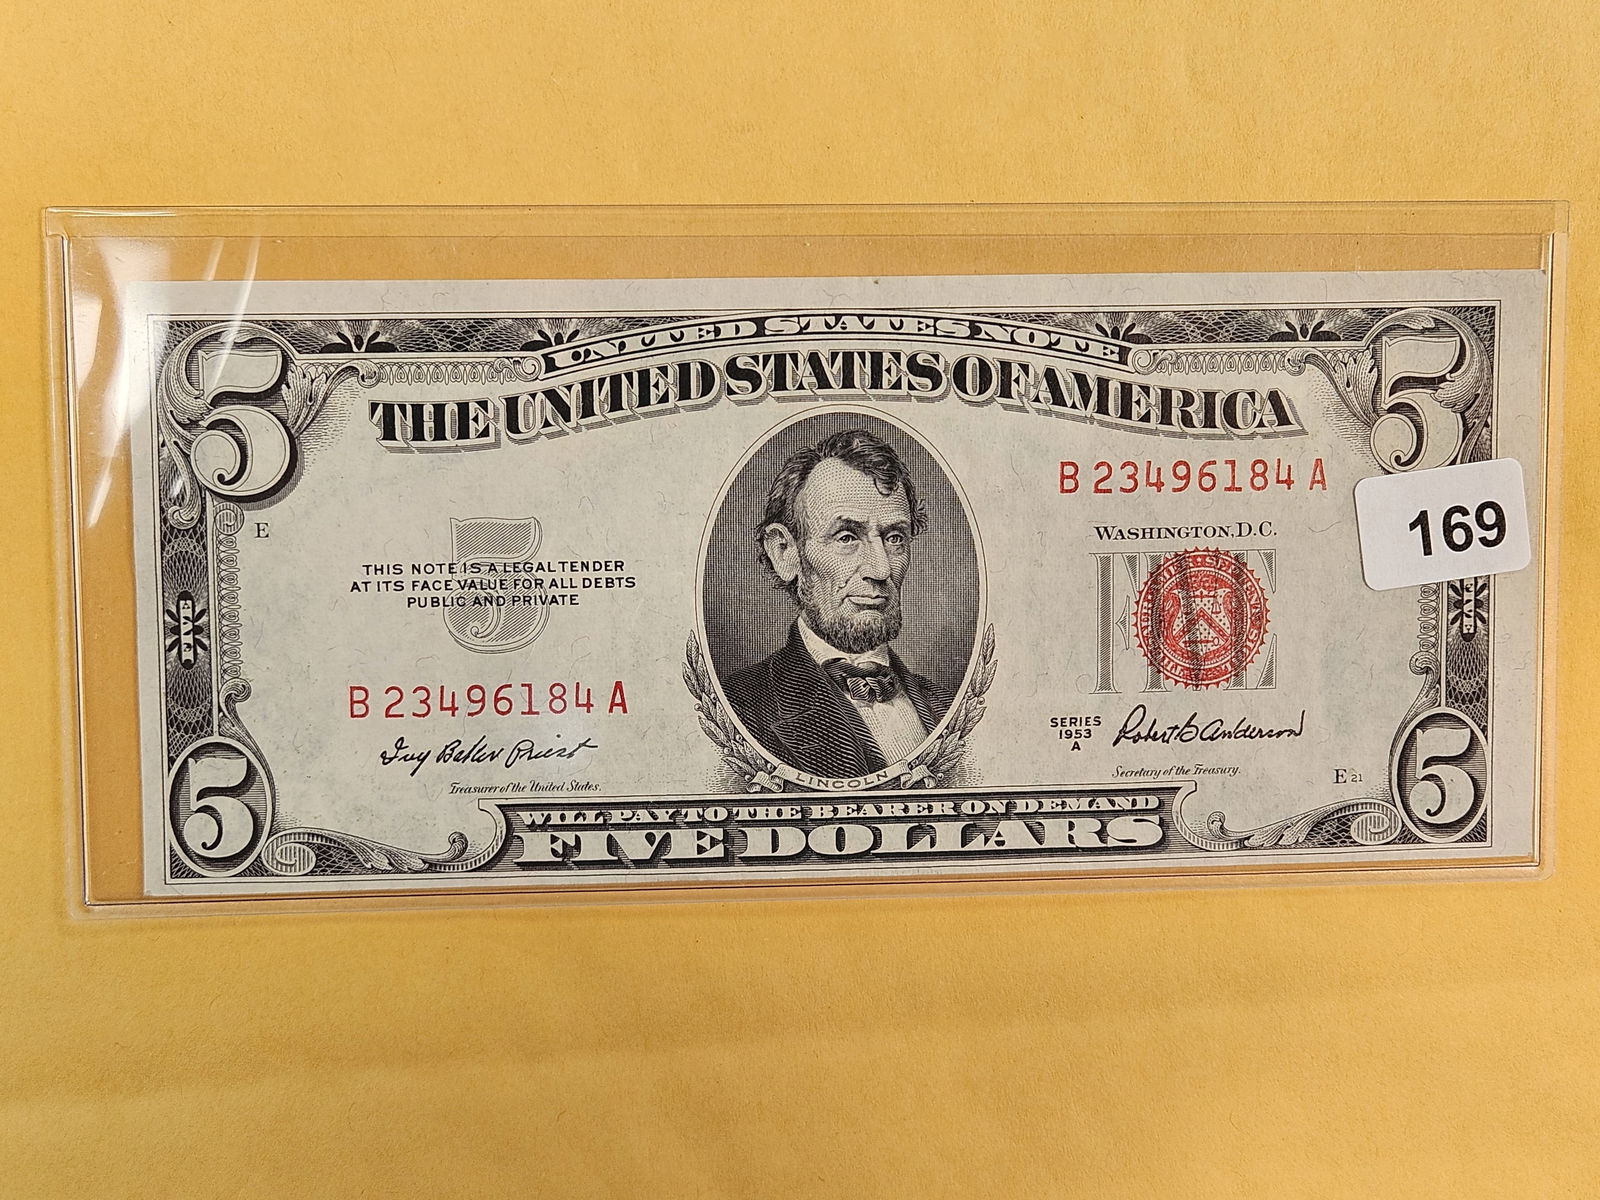 5
5
UNITED STATES NOTE
THE UNITED STATES OF AMERICA
B 23496184 A
E
WASHINGTON, D.C.
169
5
THIS NOTE IS A LEGAL TENDER
AT ITS FACE VALUE FOR ALL DEBTS
PUBLIC AND PRIVATE
FIVE
FIVE
B 23496184 A
SERIES
1953
A
Ivy Baker Priest
Treasurer of the United States.
Robert B Anderson
Secretary of the Treasury.
E 21
LINCOLN
5
5
WILL PAY TO THE BEARER ON DEMAND
FIVE DOLLARS